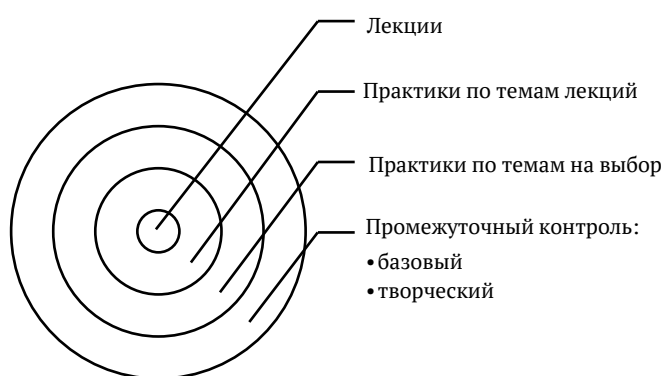 Лекции
Практики по темам лекций
Практики по темам на выбор
Промежуточный контроль:
• базовый
• творческий